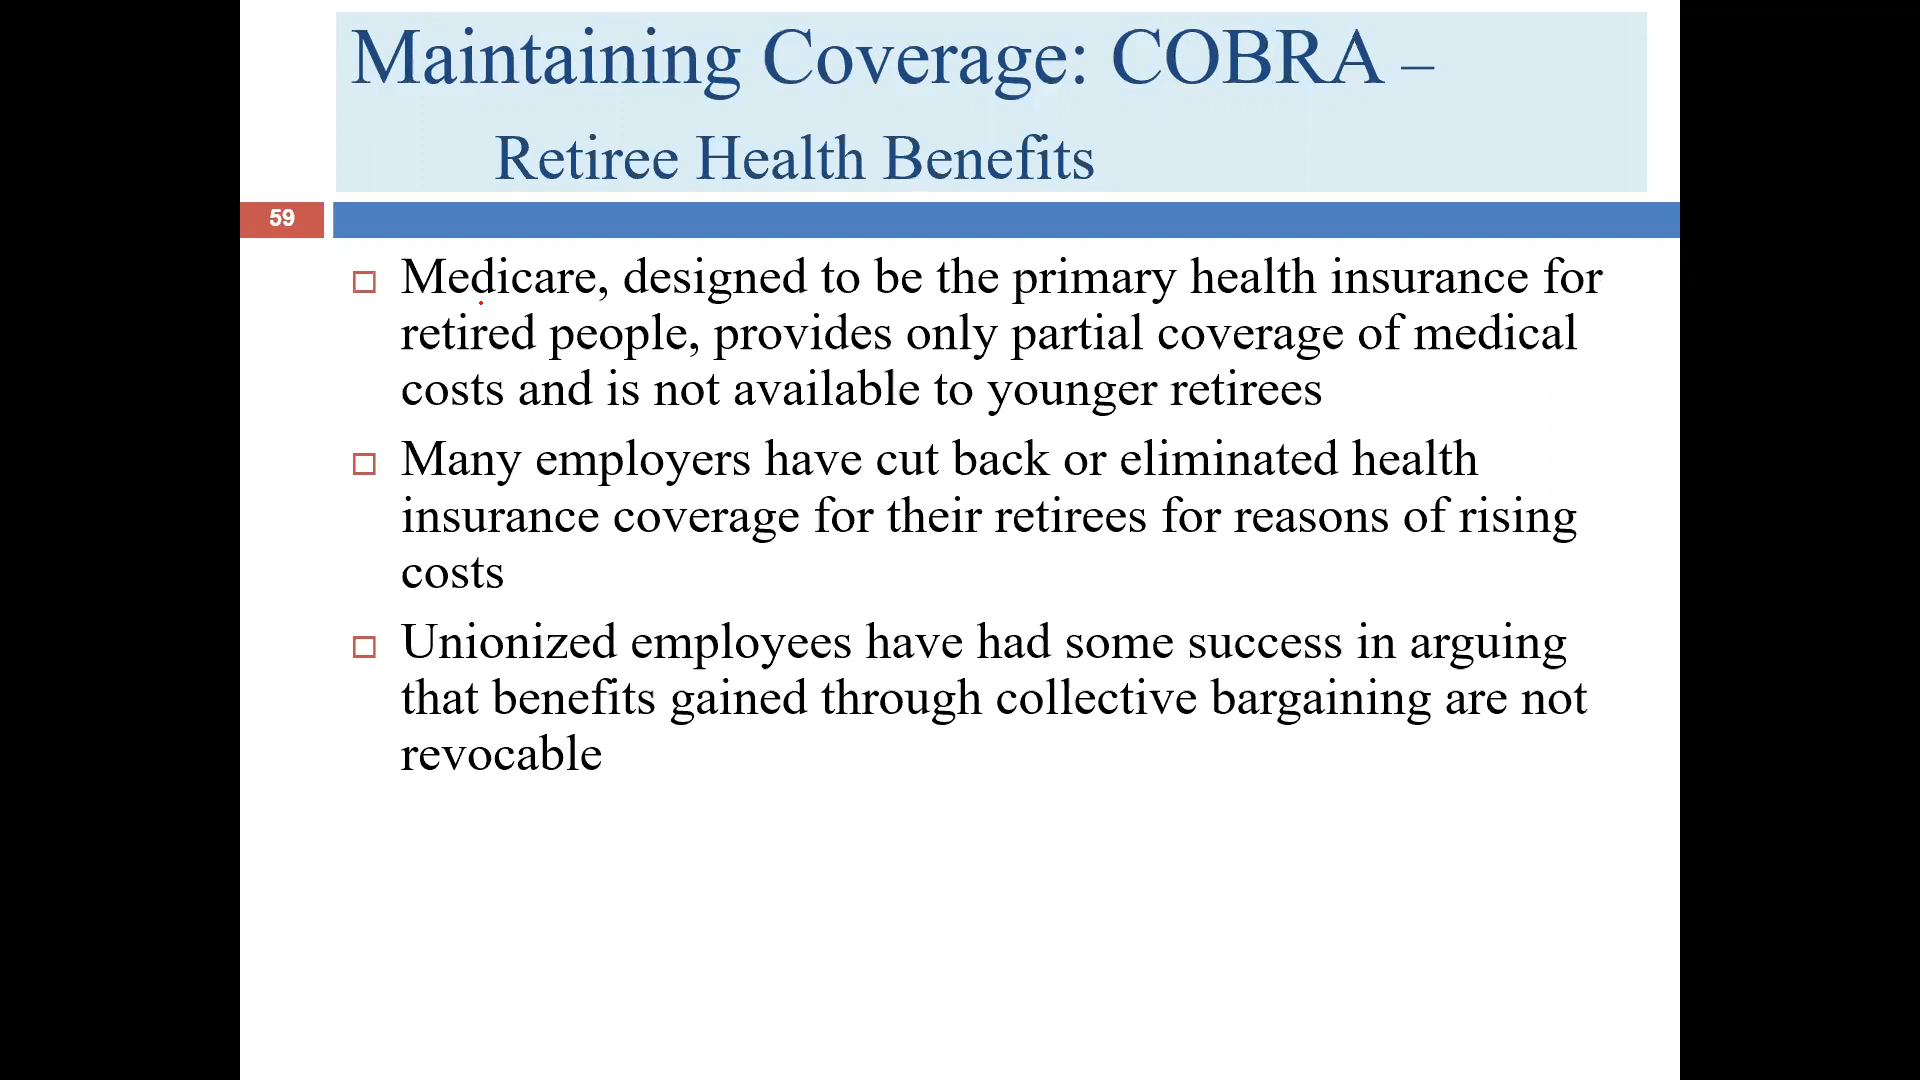 Maintaining Coverage: COBRA –
Retiree Health Benefits
59
Medicare, designed to be the primary health insurance for
retired people, provides only partial coverage of medical
costs and is not available to younger retirees
Many employers have cut back or eliminated health
insurance coverage for their retirees for reasons of rising
costs
Unionized employees have had some success in arguing
that benefits gained through collective bargaining are not
revocable